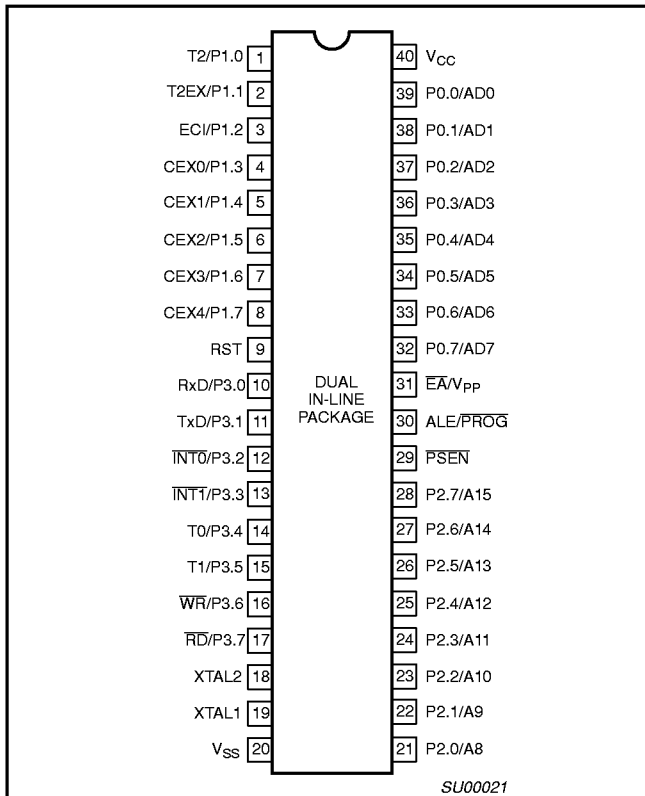 T2/P1.0 1 40 VCC
T2EX/P1.1 2 39 P0.0/AD0
ECI/P1.2 3 38 P0.1/AD1
CEX0/P1.3 4 37 P0.2/AD2
CEX1/P1.4 5 36 P0.3/AD3
CEX2/P1.5 6 35 P0.4/AD4
CEX3/P1.6 7 34 P0.5/AD5
CEX4/P1.7 8 33 P0.6/AD6
RST 9 32 P0.7/AD7
RxD/P3.0 10 31 E̅A̅/VPP
TxD/P3.1 11 30 ALE/P̅R̅O̅G̅
I̅N̅T̅0̅/P3.2 12 29 P̅S̅E̅N̅
I̅N̅T̅1̅/P3.3 13 28 P2.7/A15
T0/P3.4 14 27 P2.6/A14
T1/P3.5 15 26 P2.5/A13
W̅R̅/P3.6 16 25 P2.4/A12
R̅D̅/P3.7 17 24 P2.3/A11
XTAL2 18 23 P2.2/A10
XTAL1 19 22 P2.1/A9
VSS 20 21 P2.0/A8
DUAL
IN-LINE
PACKAGE
SU00021